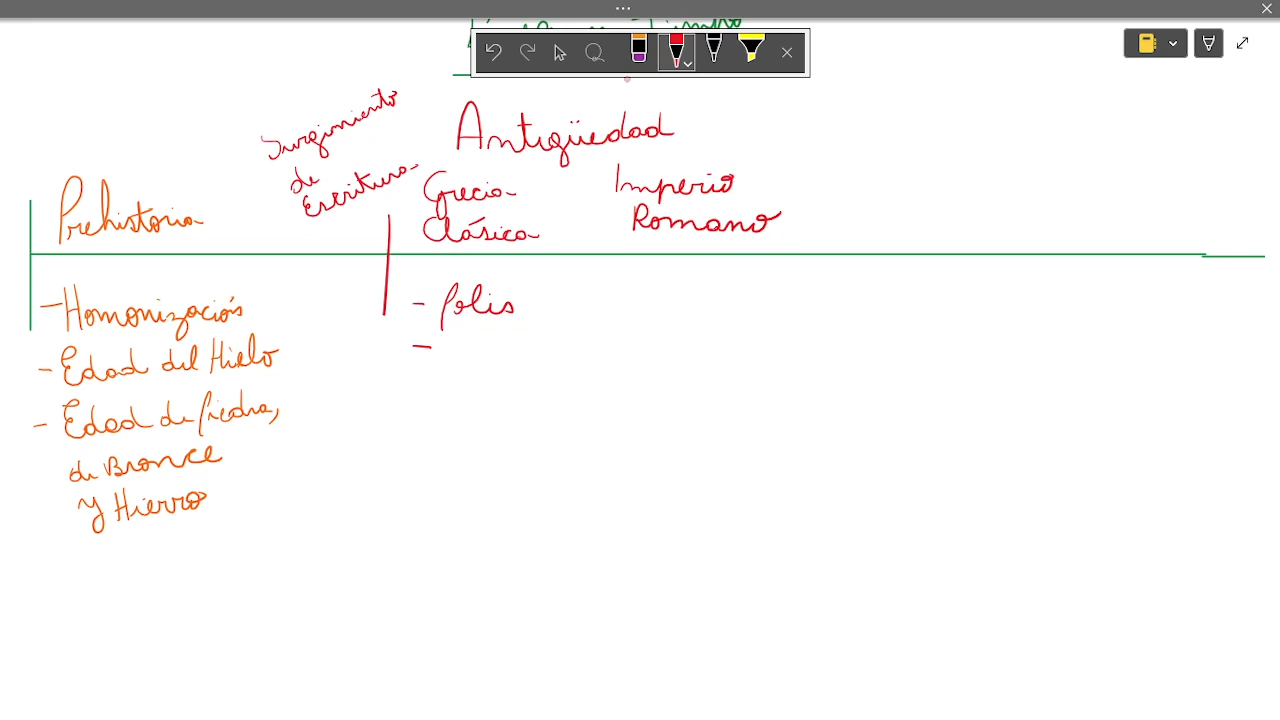 Surgimiento
de
Escritura
Antigüedad
Grecia
Clásica
Imperio
Romano
Prehistoria
- Homonización
- Edad del Hielo
- Edad de Piedra,
de Bronce
y Hierro
- Polis
-